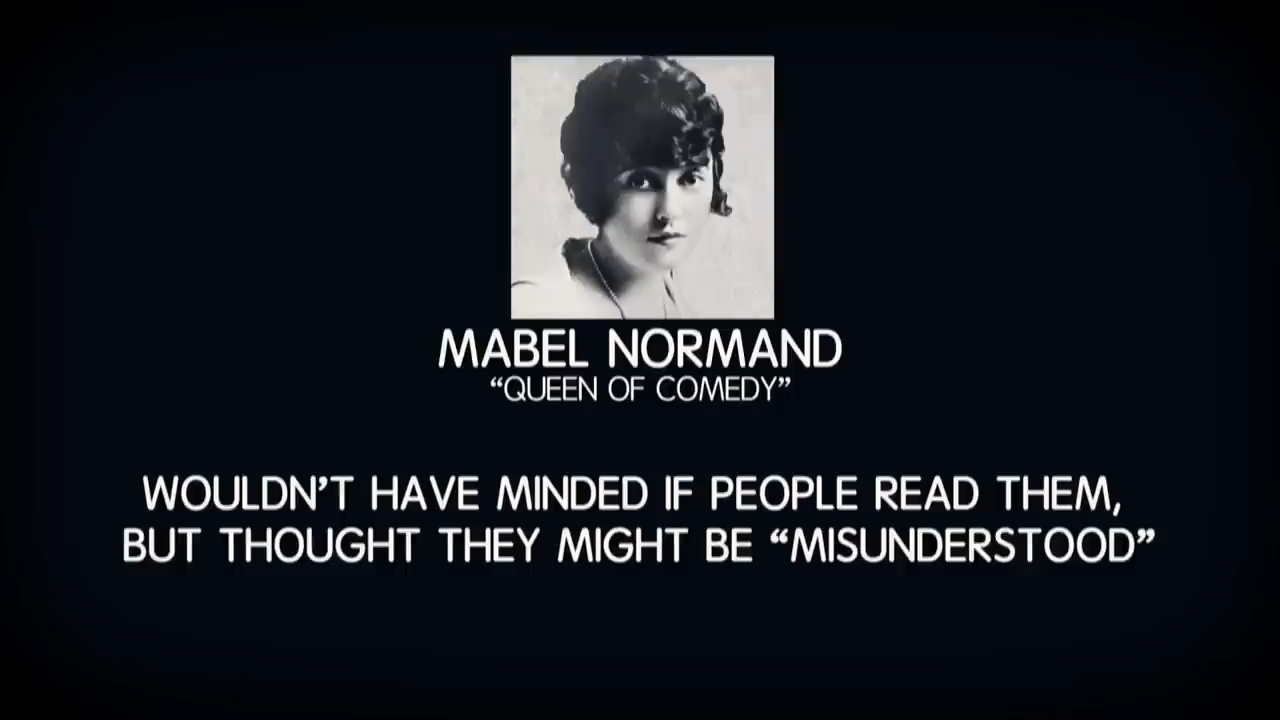 MABEL NORMAND
“QUEEN OF COMEDY”
WOULDN’T HAVE MINDED IF PEOPLE READ THEM,
BUT THOUGHT THEY MIGHT BE “MISUNDERSTOOD”